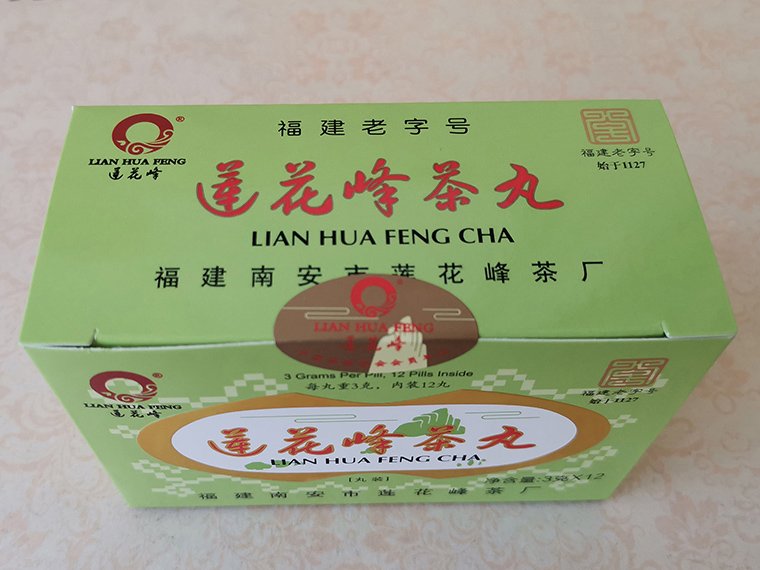 福建老字号
®
LIAN HUA FENG
莲花峰
福建老字号
始于1127
莲花峰茶丸
LIAN HUA FENG CHA
福建南安市莲花峰茶厂
LIAN HUA FENG
莲花峰
3 Grams Per Pill, 12 Pills Inside
每丸重3克, 内装12丸
®
LIAN HUA FENG
莲花峰
福建老字号
始于1127
莲花峰茶丸
LIAN HUA FENG CHA
[丸装]
净含量:3克X12
福建南安市莲花峰茶厂